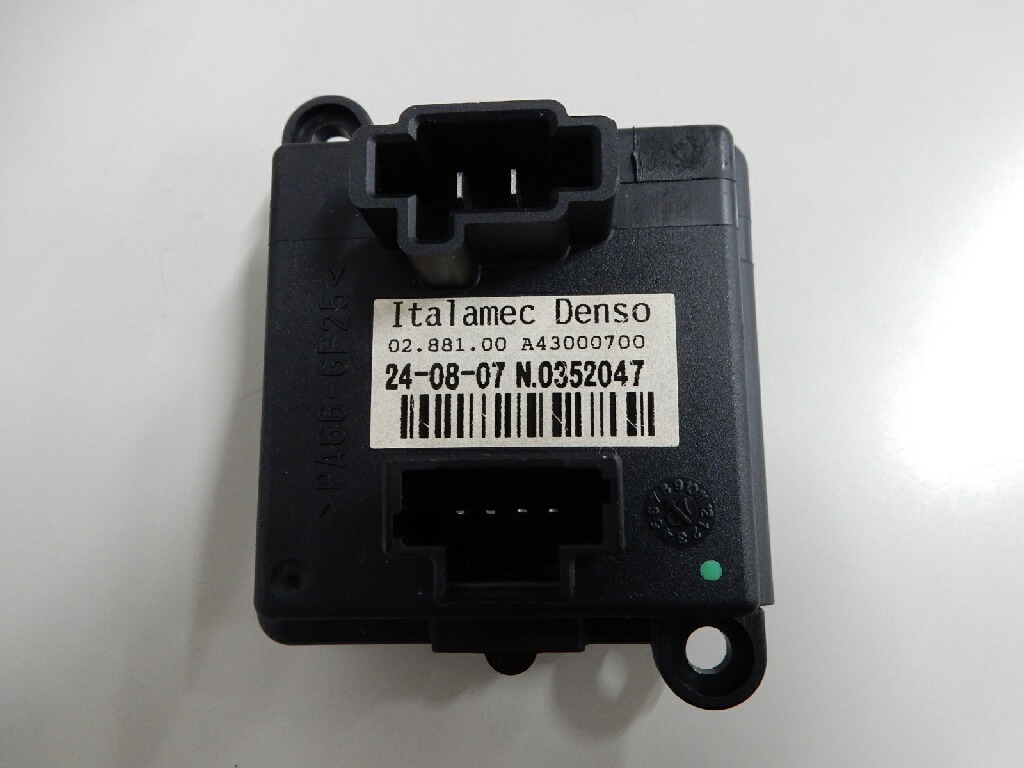 Italamec Denso
02.881.00 A43000700
24-08-07 N.0352047
>PA66-GF25<